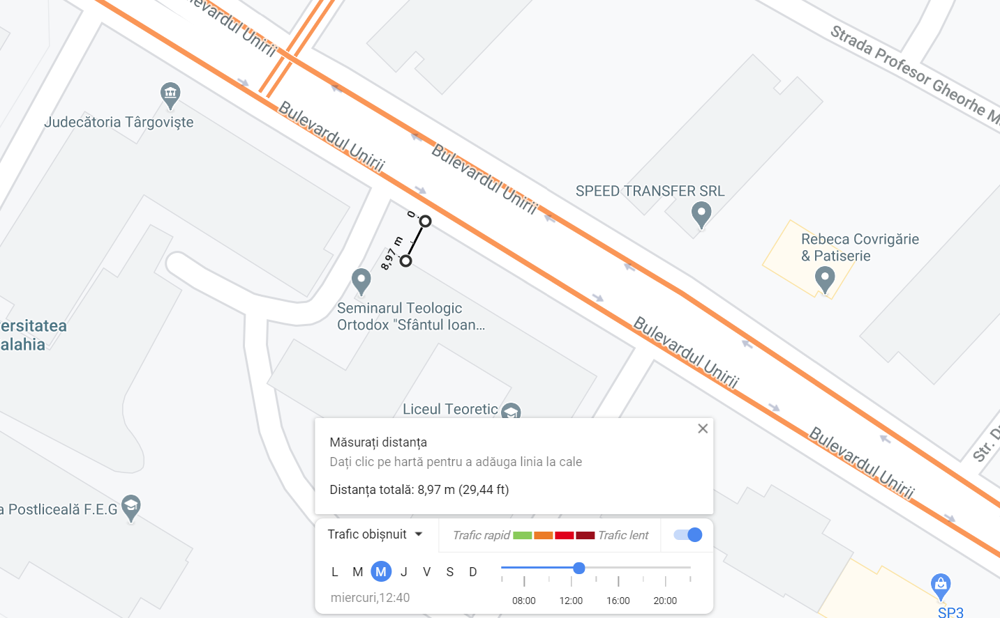 Bulevardul Unirii
Strada Profesor Gheorhe M
Judecătoria Târgoviște
Bulevardul Unirii
Bulevardul Unirii
SPEED TRANSFER SRL
0
8,97 m
Rebeca Covrigărie
& Patiserie
Seminarul Teologic
Ortodox "Sfântul Ioan...
ersitatea
alahia
Bulevardul Unirii
Liceul Teoretic
Str. D
Bulevardul Unirii
Măsurați distanța
Dați clic pe hartă pentru a adăuga linia la cale
Distanța totală: 8,97 m (29,44 ft)
a Postliceală F.E.G
Trafic obișnuit
Trafic rapid
Trafic lent
L M M J V S D
miercuri,12:40
08:00 12:00 16:00 20:00
SP3